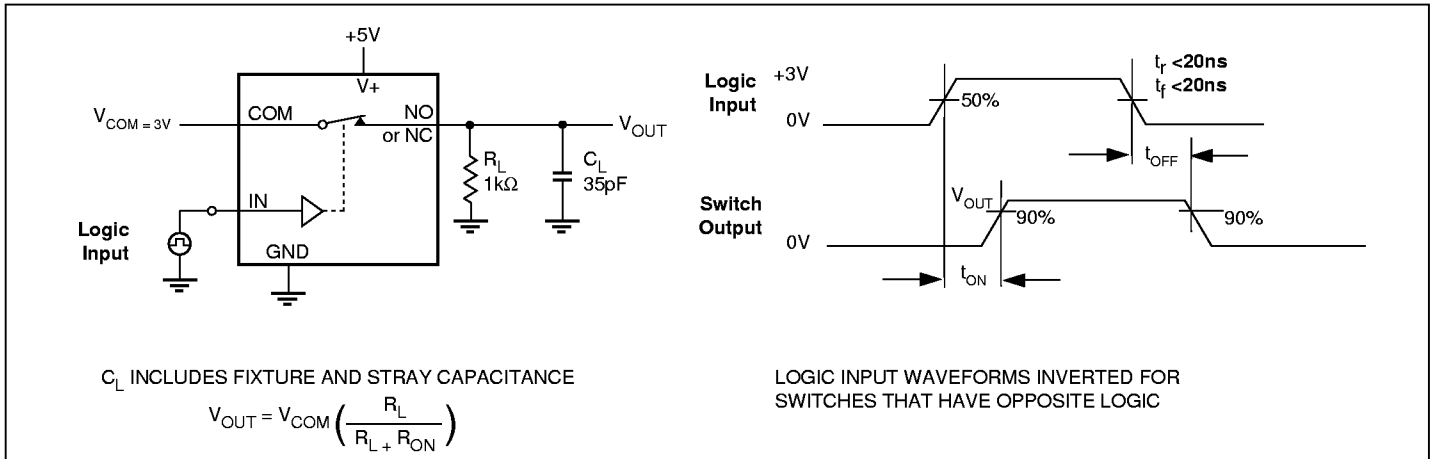 +5V
V+
V_COM = 3V
COM
NO
or NC
V_OUT
R_L
1kΩ
C_L
35pF
IN
Logic
Input
GND
C_L INCLUDES FIXTURE AND STRAY CAPACITANCE
V_OUT = V_COM ( R_L / R_L + R_ON )
Logic
Input
+3V
0V
50%
t_r <20ns
t_f <20ns
t_OFF
Switch
Output
V_OUT
0V
90%
90%
t_ON
LOGIC INPUT WAVEFORMS INVERTED FOR
SWITCHES THAT HAVE OPPOSITE LOGIC